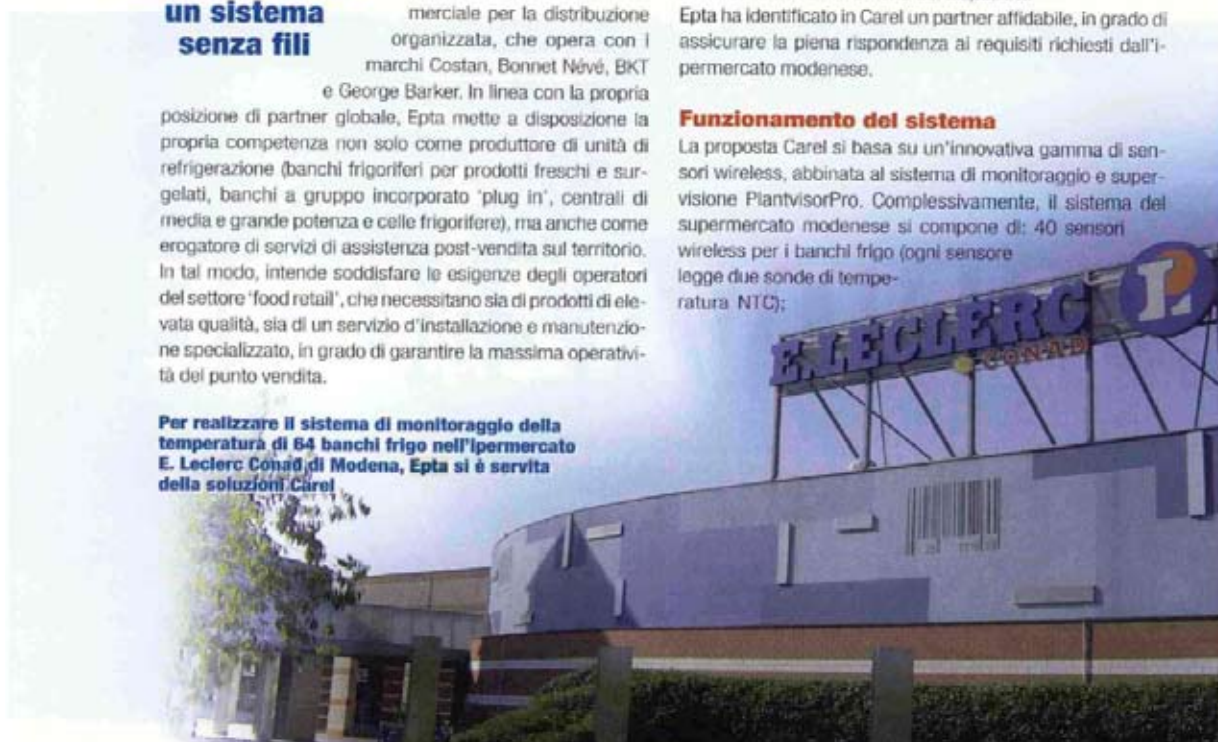 un sistema
senza fili
merciale per la distribuzione
organizzata, che opera con i
marchi Costan, Bonnet Névé, BKT
e George Barker. In linea con la propria
posizione di partner globale, Epta mette a disposizione la
propria competenza non solo come produttore di unità di
refrigerazione (banchi frigoriferi per prodotti freschi e sur-
gelati, banchi a gruppo incorporato 'plug in', centrali di
media e grande potenza e celle frigorifere), ma anche come
erogatore di servizi di assistenza post-vendita sul territorio.
In tal modo, intende soddisfare le esigenze degli operatori
del settore 'food retail', che necessitano sia di prodotti di ele-
vata qualità, sia di un servizio d'installazione e manutenzio-
ne specializzato, in grado di garantire la massima operativi-
tà del punto vendita.
Per realizzare il sistema di monitoraggio della
temperatura di 64 banchi frigo nell'ipermercato
E. Leclerc Conad di Modena, Epta si è servita
della soluzioni Carel
Epta ha identificato in Carel un partner affidabile, in grado di
assicurare la piena rispondenza ai requisiti richiesti dall'i-
permercato modenese.
Funzionamento del sistema
La proposta Carel si basa su un'innovativa gamma di sen-
sori wireless, abbinata al sistema di monitoraggio e super-
visione PlantvisorPro. Complessivamente, il sistema del
supermercato modenese si compone di: 40 sensori
wireless per i banchi frigo (ogni sensore
legge due sonde di tempe-
ratura NTC);
E.LECLERC L
CONAD